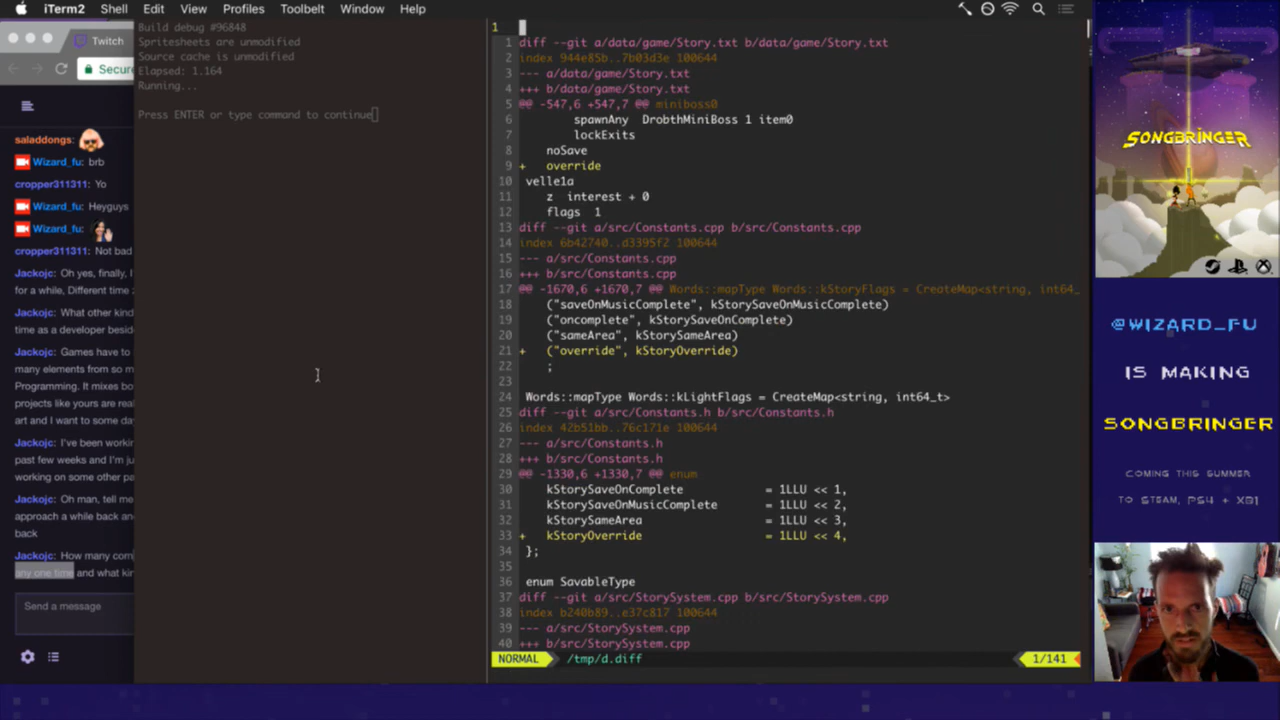 iTerm2 Shell Edit View Profiles Toolbelt Window Help
Twitch
Secure
saladdongs:
Wizard_fu: brb
cropper311311: Yo
Wizard_fu: Heyguys
Wizard_fu:
cropper311311: Not bad
Jackojc: Oh yes, finally, I
for a while, Different time
Jackojc: What other kind
time as a developer besid
Jackojc: Games have to
many elements from so m
Programming. It mixes bo
projects like yours are rea
art and I want to some da
Jackojc: I've been workin
past few weeks and I'm ju
working on some other pa
Jackojc: Oh man, tell me
approach a while back an
back
Jackojc: How many com
any one time and what kin
Send a message
Build debug #96848
Spritesheets are unmodified
Source cache is unmodified
Elapsed: 1.164
Running...
Press ENTER or type command to continue
1
1 diff --git a/data/game/Story.txt b/data/game/Story.txt
2 index 944e85b..7b03d3e 100644
3 --- a/data/game/Story.txt
4 +++ b/data/game/Story.txt
5 @@ -547,6 +547,7 @@ miniboss0
6 spawnAny DrobthMiniBoss 1 item0
7 lockExits
8 noSave
9 + override
10 velle1a
11 z interest + 0
12 flags 1
13 diff --git a/src/Constants.cpp b/src/Constants.cpp
14 index 6b42740..d3395f2 100644
15 --- a/src/Constants.cpp
16 +++ b/src/Constants.cpp
17 @@ -1670,6 +1670,7 @@ Words::mapType Words::kStoryFlags = CreateMap<string, int64_
18 ("saveOnMusicComplete", kStorySaveOnMusicComplete)
19 ("oncomplete", kStorySaveOnComplete)
20 ("sameArea", kStorySameArea)
21 + ("override", kStoryOverride)
22 ;
23
24 Words::mapType Words::kLightFlags = CreateMap<string, int64_t>
25 diff --git a/src/Constants.h b/src/Constants.h
26 index 42b51bb..76c171e 100644
27 --- a/src/Constants.h
28 +++ b/src/Constants.h
29 @@ -1330,6 +1330,7 @@ enum
30 kStorySaveOnComplete = 1LLU << 1,
31 kStorySaveOnMusicComplete = 1LLU << 2,
32 kStorySameArea = 1LLU << 3,
33 + kStoryOverride = 1LLU << 4,
34 };
35
36 enum SavableType
37 diff --git a/src/StorySystem.cpp b/src/StorySystem.cpp
38 index b240b89..e37c817 100644
39 --- a/src/StorySystem.cpp
40 +++ b/src/StorySystem.cpp
NORMAL /tmp/d.diff 1/141
SONGBRINGER
@WIZARD_FU
IS MAKING
SONGBRINGER
COMING THIS SUMMER
TO STEAM, PS4 + XB1